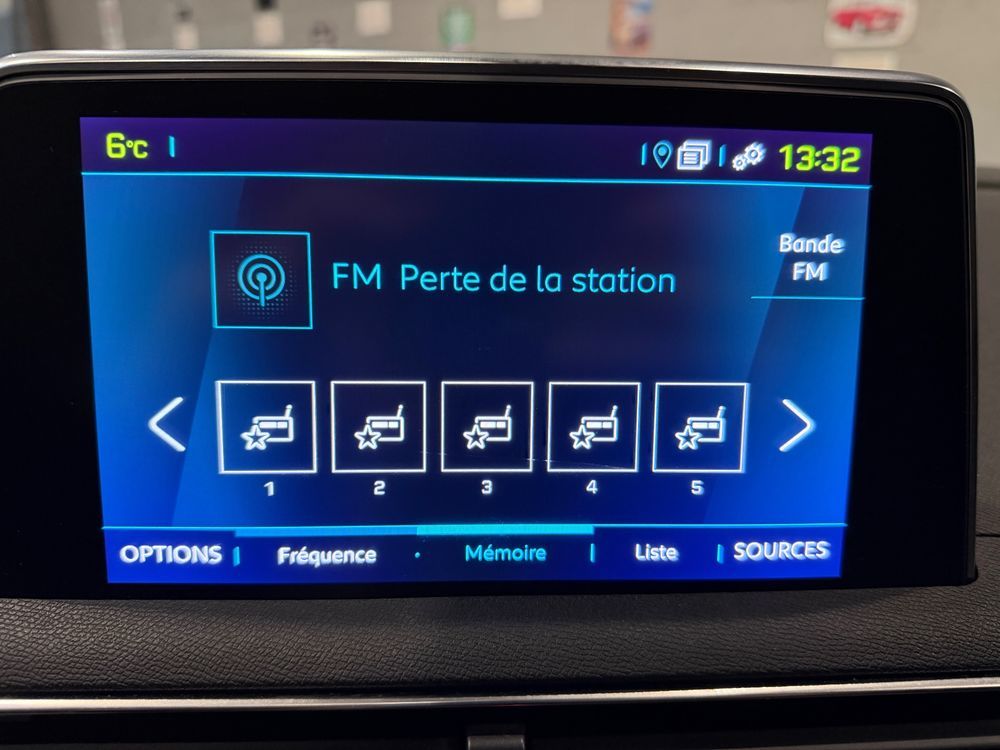 6°C
13:32
Bande
FM
FM Perte de la station
1 2 3 4 5
OPTIONS Fréquence • Mémoire Liste SOURCES